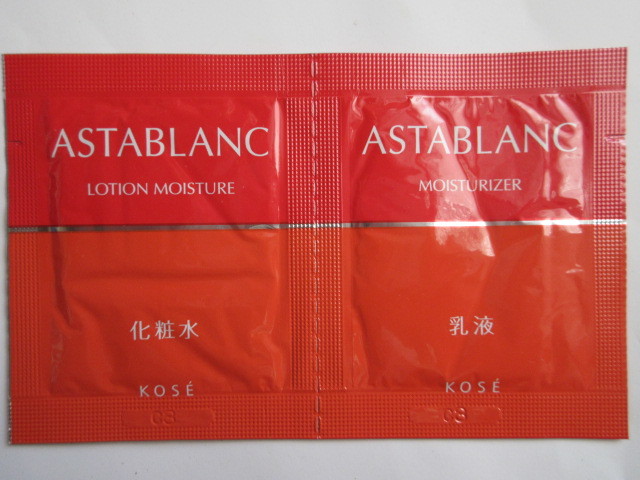 ASTABLANC
LOTION MOISTURE
化粧水
KOSÉ
ASTABLANC
MOISTURIZER
乳液
KOSÉ